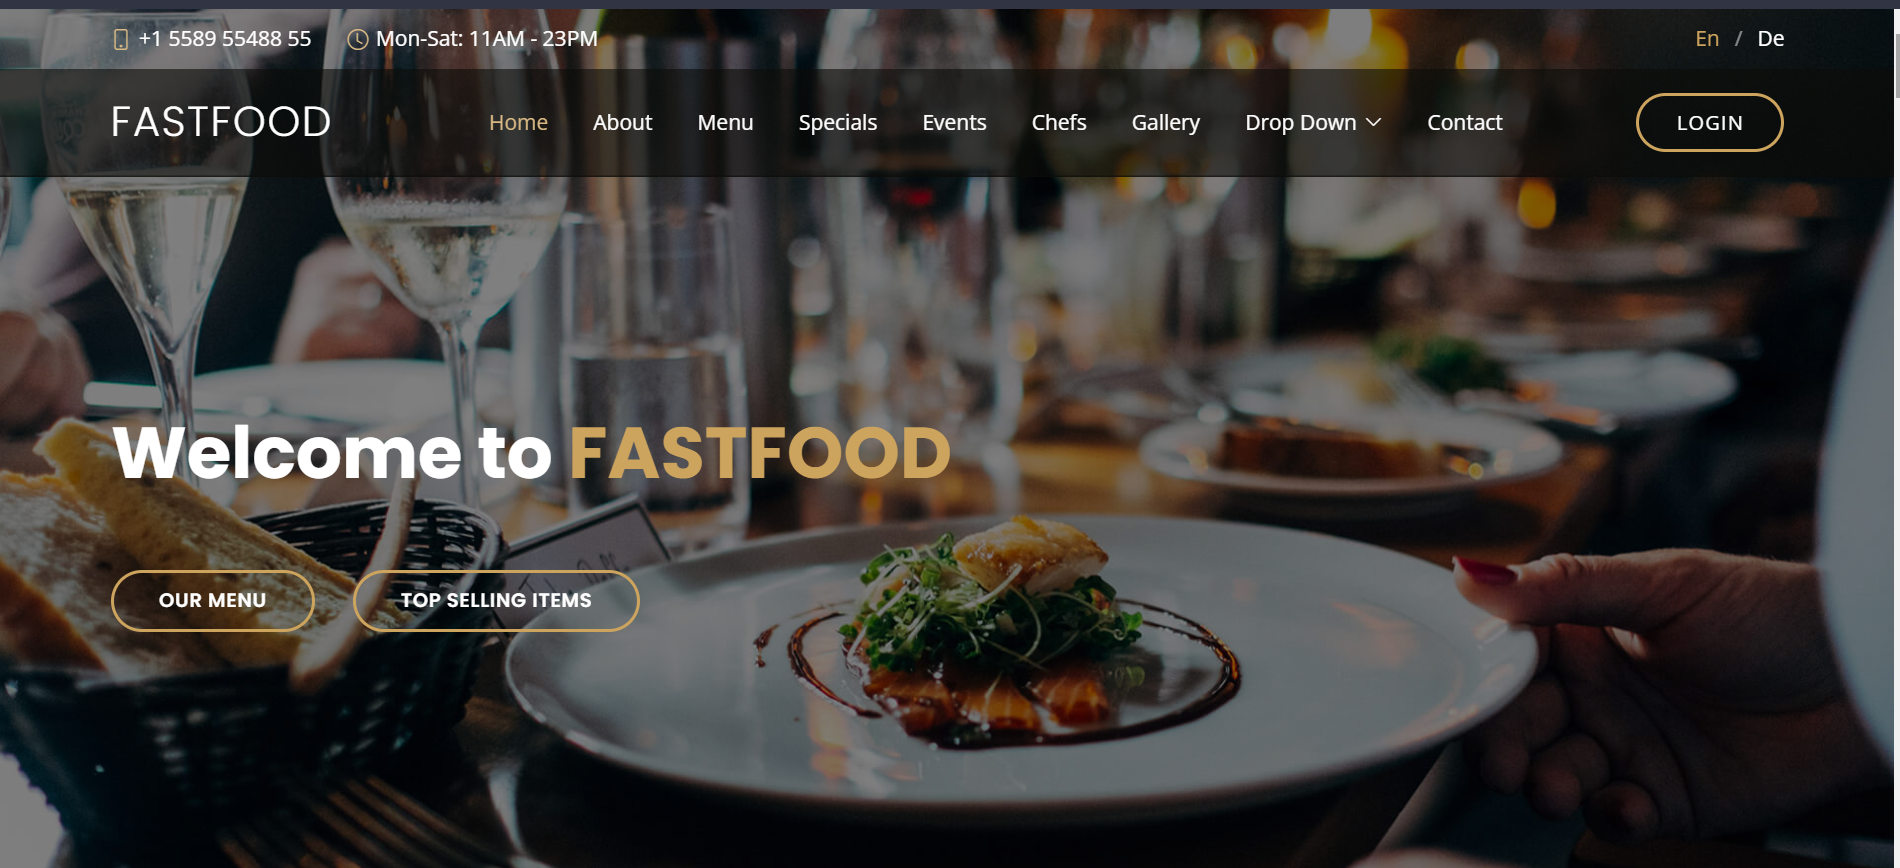 +1 5589 55488 55 Mon-Sat: 11AM - 23PM En / De
FASTFOOD Home About Menu Specials Events Chefs Gallery Drop Down Contact LOGIN
Welcome to FASTFOOD
OUR MENU TOP SELLING ITEMS